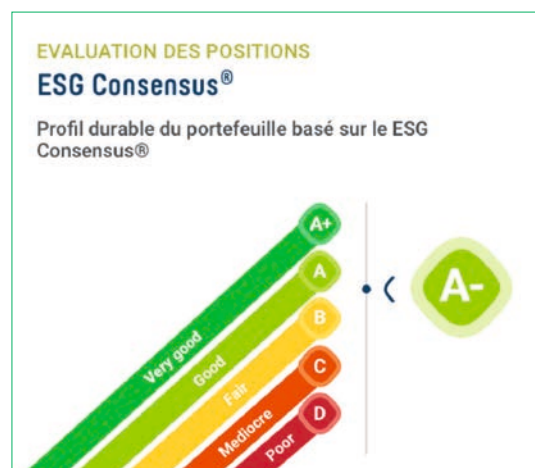 EVALUATION DES POSITIONS
ESG Consensus®
Profil durable du portefeuille basé sur le ESG
Consensus®
A+
A
A-
B
C
D
Very good
Good
Fair
Mediocre
Poor